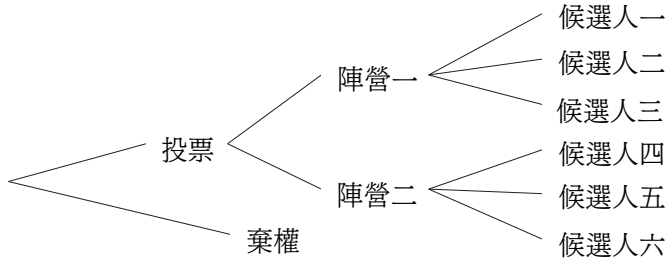 候選人一
候選人二
陣營一
候選人三
投票
候選人四
陣營二
候選人五
棄權
候選人六